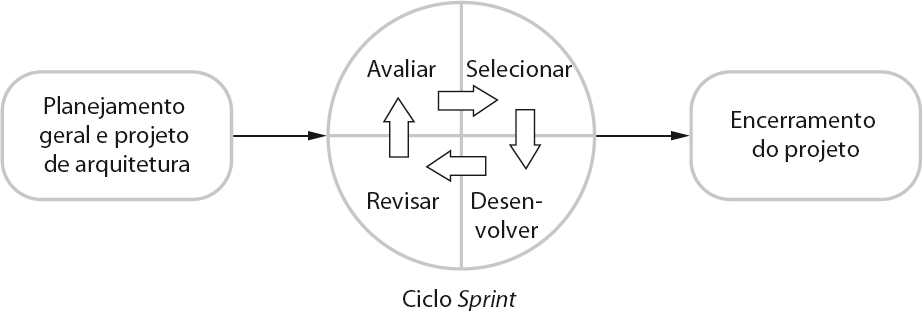 Avaliar
Selecionar
Planejamento
geral e projeto
de arquitetura
Encerramento
do projeto
Revisar
Desen-
volver
Ciclo Sprint